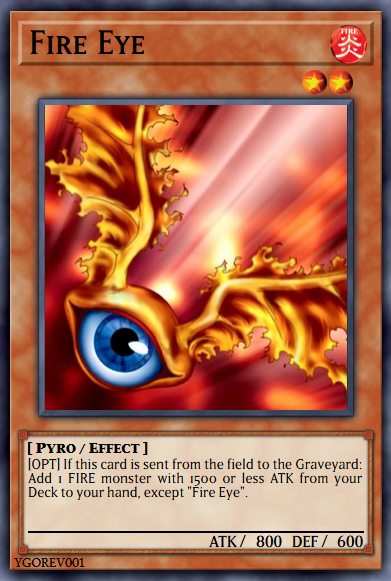 FIRE EYE
FIRE
炎
[ PYRO / EFFECT ]
[OPT] If this card is sent from the field to the Graveyard:
Add 1 FIRE monster with 1500 or less ATK from your
Deck to your hand, except "Fire Eye".
ATK / 800 DEF / 600
YGOREV001